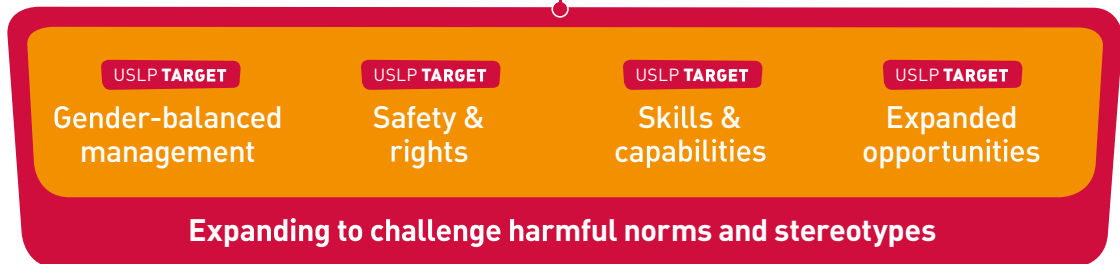 USLP TARGET
Gender-balanced
management
USLP TARGET
Safety &
rights
USLP TARGET
Skills &
capabilities
USLP TARGET
Expanded
opportunities
Expanding to challenge harmful norms and stereotypes